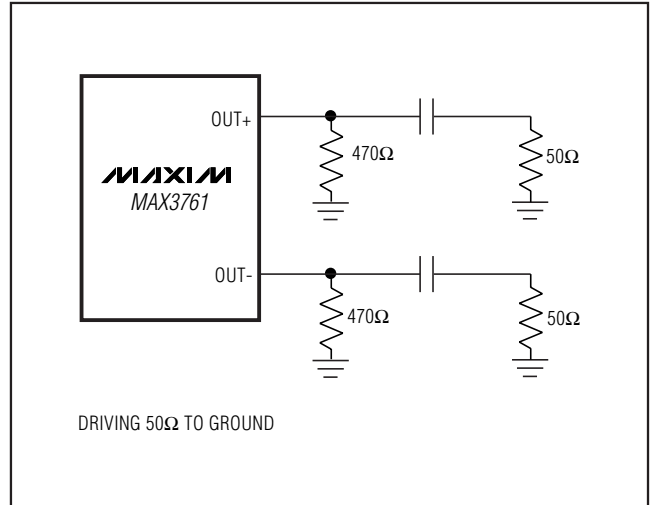 OUT+
470Ω
50Ω
MAXIM
MAX3761
OUT-
470Ω
50Ω
DRIVING 50Ω TO GROUND